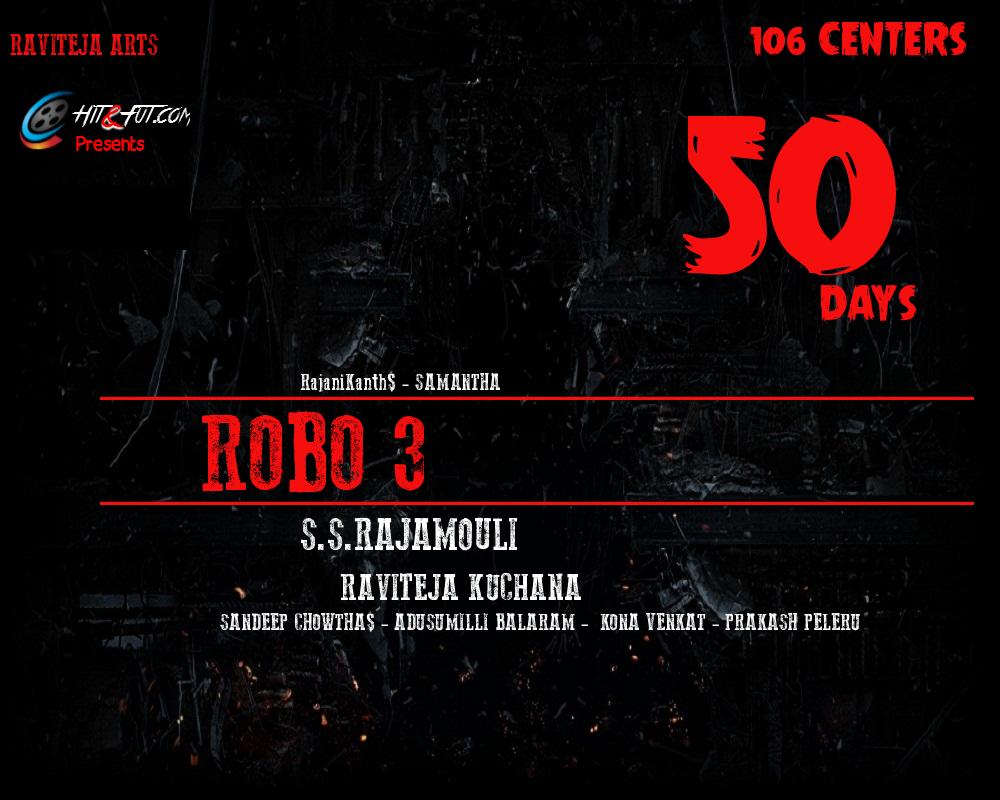 RAVITEJA ARTS
106 CENTERS
HIT&FUT.COM
Presents
50
DAYS
RajaniKanth$ - SAMANTHA
ROBO 3
S.S.RAJAMOULI
RAVITEJA KUCHANA
SANDEEP CHOWTHA$ - ADUSUMILLI BALARAM - KONA VENKAT - PRAKASH PELERU